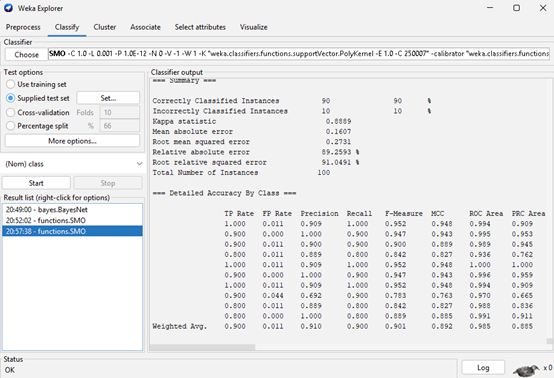 Weka Explorer
Preprocess Classify Cluster Associate Select attributes Visualize
Classifier
Choose SMO -C 1.0 -L 0.001 -P 1.0E-12 -N 0 -V -1 -W 1 -K "weka.classifiers.functions.supportVector.PolyKernel -E 1.0 -C 250007" -calibrator "weka.classifiers.functions
Test options
Use training set
Supplied test set Set...
Cross-validation Folds 10
Percentage split % 66
More options...
(Nom) class
Start Stop
Result list (right-click for options)
20:49:00 - bayes.BayesNet
20:52:02 - functions.SMO
20:57:38 - functions.SMO
Classifier output
=== Summary ===
Correctly Classified Instances 90 90 %
Incorrectly Classified Instances 10 10 %
Kappa statistic 0.8889
Mean absolute error 0.1607
Root mean squared error 0.2731
Relative absolute error 89.2593 %
Root relative squared error 91.0491 %
Total Number of Instances 100
=== Detailed Accuracy By Class ===
TP Rate FP Rate Precision Recall F-Measure MCC ROC Area PRC Area
1.000 0.011 0.909 1.000 0.952 0.948 0.994 0.909
0.900 0.000 1.000 0.900 0.947 0.943 0.995 0.953
0.900 0.011 0.900 0.900 0.900 0.889 0.989 0.945
0.800 0.011 0.889 0.800 0.842 0.827 0.936 0.762
1.000 0.011 0.909 1.000 0.952 0.948 1.000 1.000
0.900 0.000 1.000 0.900 0.947 0.943 0.996 0.959
1.000 0.011 0.909 1.000 0.952 0.948 0.994 0.909
0.900 0.044 0.692 0.900 0.783 0.763 0.970 0.665
0.800 0.011 0.889 0.800 0.842 0.827 0.988 0.836
0.800 0.000 1.000 0.800 0.889 0.885 0.991 0.911
Weighted Avg. 0.900 0.011 0.910 0.900 0.901 0.892 0.985 0.885
Status
OK
Log x 0